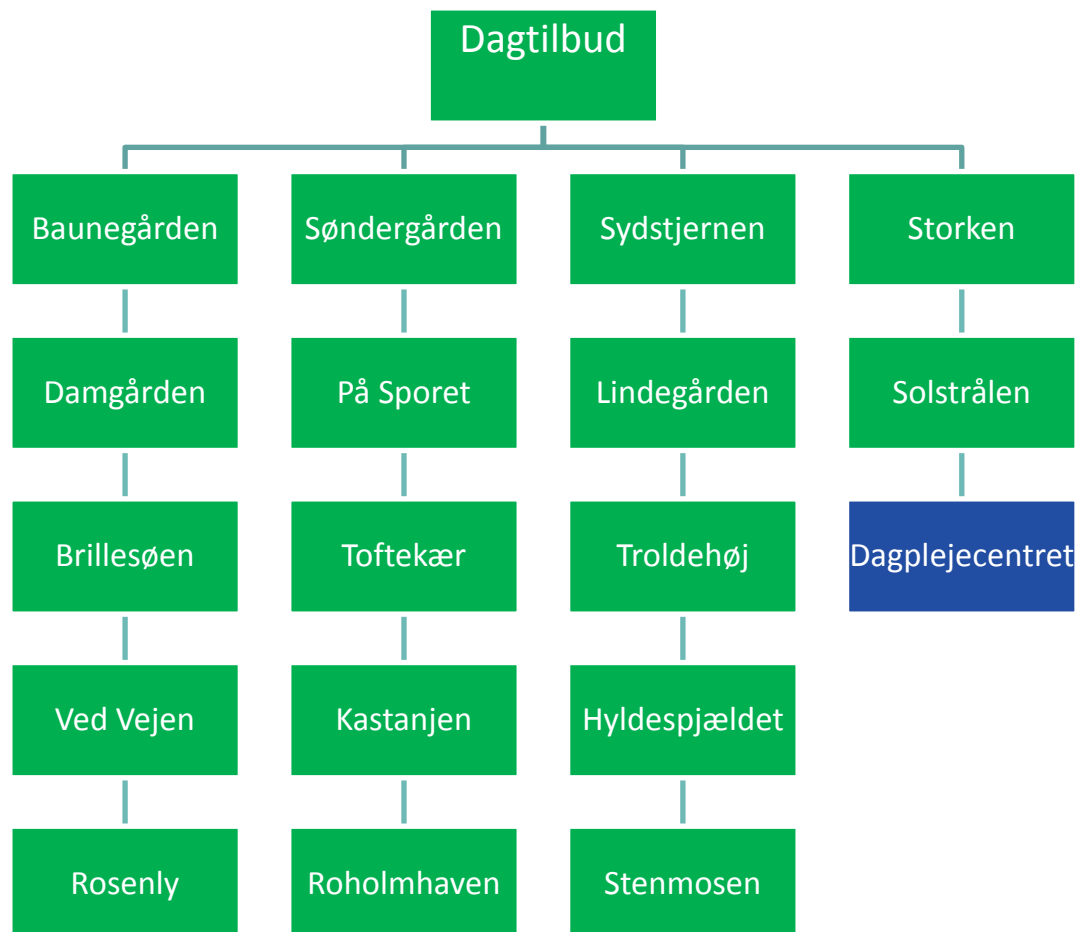 Dagtilbud
Baunegården
Søndergården
Sydstjernen
Storken
Damgården
På Sporet
Lindegården
Solstrålen
Brillesøen
Toftekær
Troldehøj
Dagplejecentret
Ved Vejen
Kastanjen
Hyldespjældet
Rosenly
Roholmhaven
Stenmosen